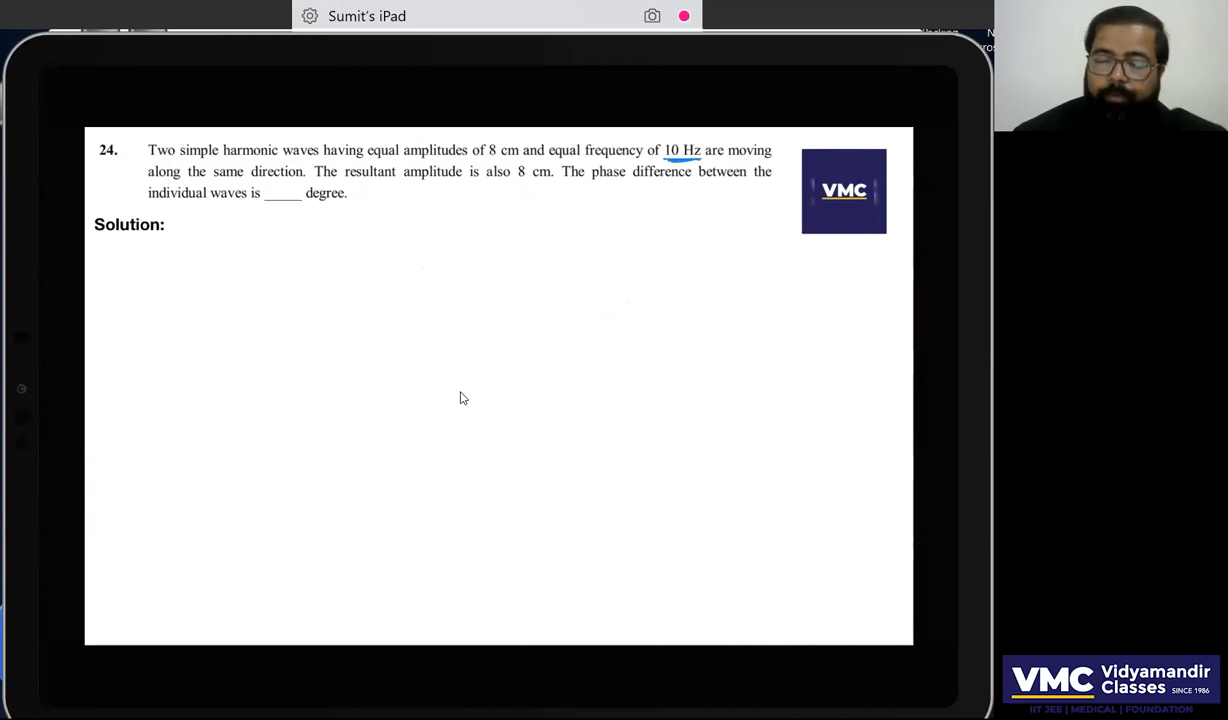 Sumit's iPad
24. Two simple harmonic waves having equal amplitudes of 8 cm and equal frequency of 10 Hz are moving
along the same direction. The resultant amplitude is also 8 cm. The phase difference between the
individual waves is _____ degree.
VMC
Solution:
VMC Vidyamandir
Classes SINCE 1986
IIT JEE | MEDICAL | FOUNDATION